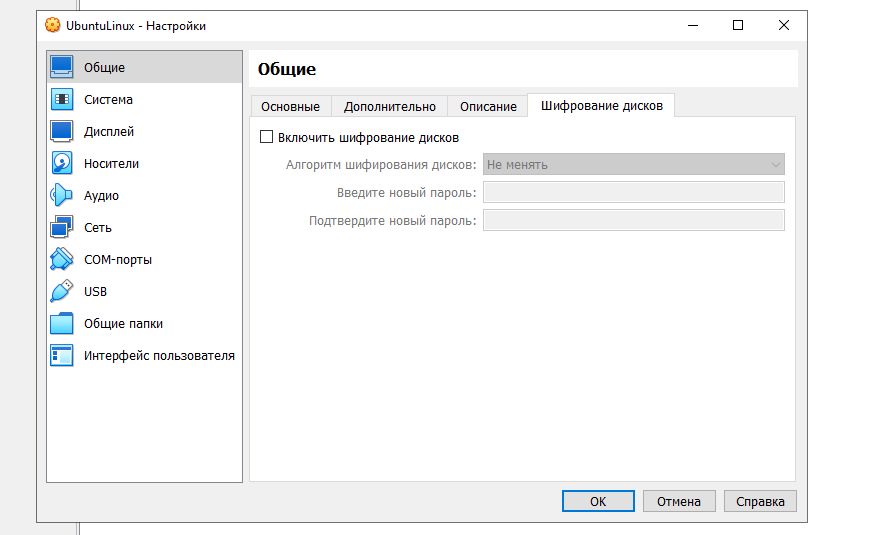 UbuntuLinux - Настройки
Общие
Система
Дисплей
Носители
Аудио
Сеть
COM-порты
USB
Общие папки
Интерфейс пользователя
Общие
Основные Дополнительно Описание Шифрование дисков
Включить шифрование дисков
Алгоритм шифирования дисков: Не менять
Введите новый пароль:
Подтвердите новый пароль:
OK Отмена Справка